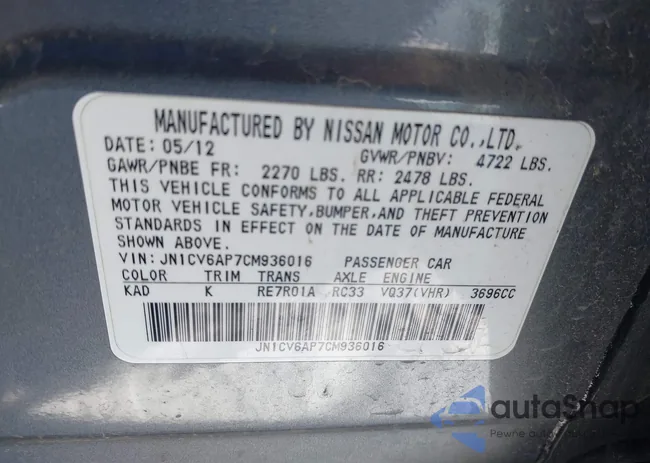 MANUFACTURED BY NISSAN MOTOR CO.,LTD.
DATE: 05/12 GVWR/PNBV: 4722 LBS.
GAWR/PNBE FR: 2270 LBS. RR: 2478 LBS.
THIS VEHICLE CONFORMS TO ALL APPLICABLE FEDERAL
MOTOR VEHICLE SAFETY,BUMPER,AND THEFT PREVENTION
STANDARDS IN EFFECT ON THE DATE OF MANUFACTURE
SHOWN ABOVE.
VIN: JN1CV6AP7CM936016 PASSENGER CAR
COLOR TRIM TRANS AXLE ENGINE
KAD K RE7R01A RC33 VQ37(VHR) 3696CC
JN1CV6AP7CM936016
autaSnap
Pewne auto